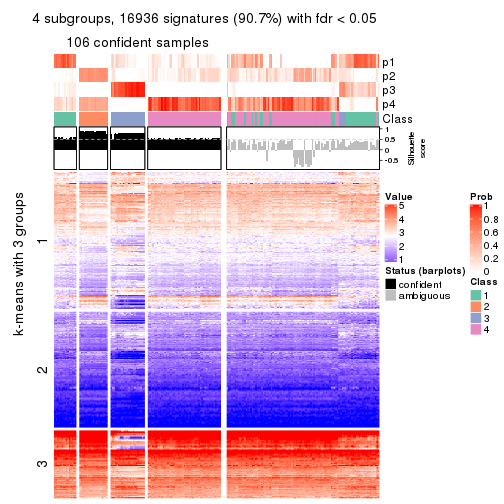 4 subgroups, 16936 signatures (90.7%) with fdr < 0.05
106 confident samples
p1
p2
p3
p4
Class
1
0.5
0
-0.5
Silhouette
score
k-means with 3 groups
1
2
3
Value
5
4
3
2
1
Status (barplots)
confident
ambiguous
Prob
1
0.8
0.6
0.4
0.2
0
Class
1
2
3
4